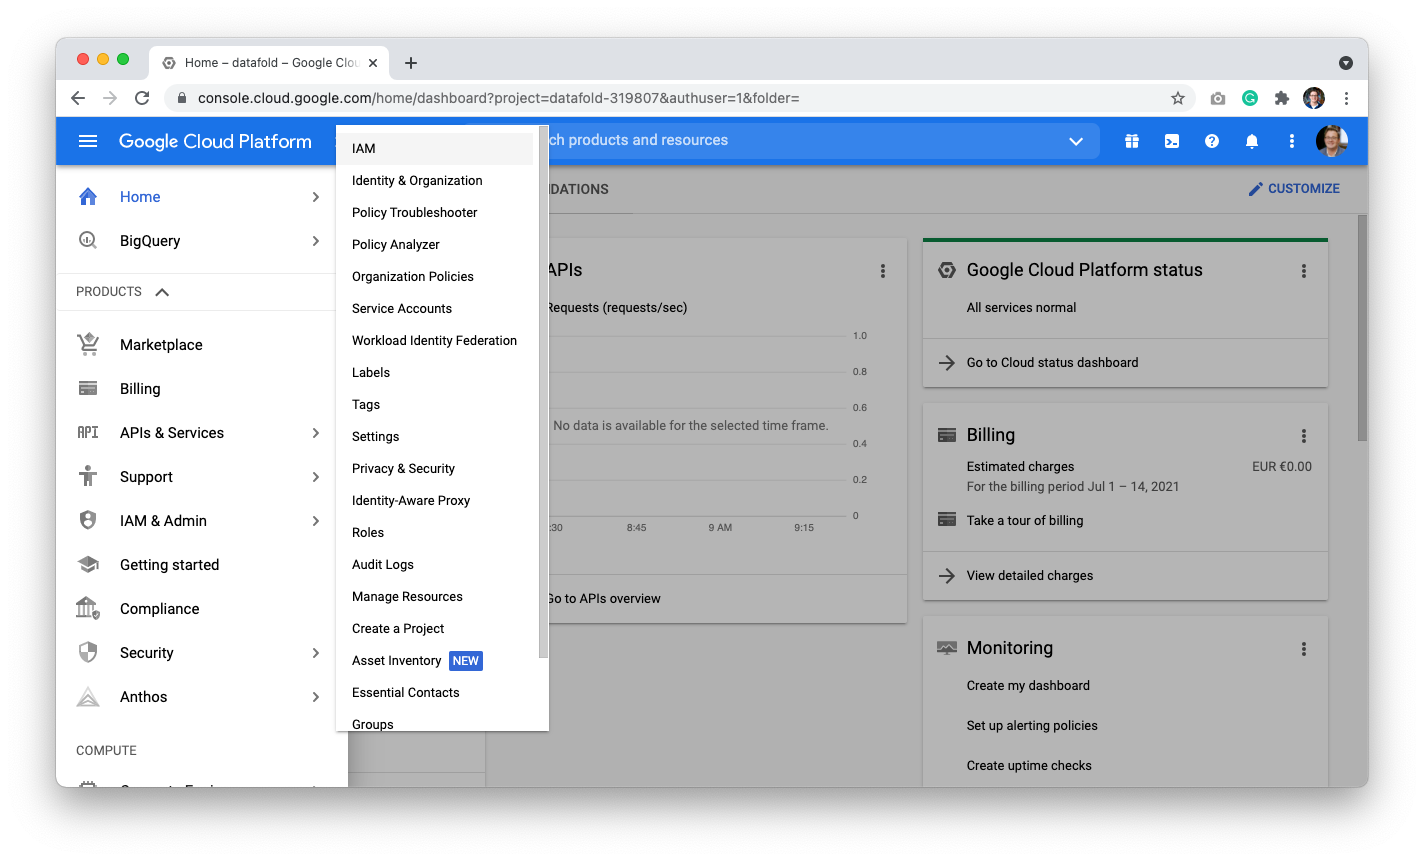 Home – datafold – Google Clou
console.cloud.google.com/home/dashboard?project=datafold-319807&authuser=1&folder=
Google Cloud Platform
ch products and resources
Home
BigQuery
PRODUCTS
Marketplace
Billing
API
APIs & Services
Support
IAM & Admin
Getting started
Compliance
Security
Anthos
COMPUTE
IAM
Identity & Organization
Policy Troubleshooter
Policy Analyzer
Organization Policies
Service Accounts
Workload Identity Federation
Labels
Tags
Settings
Privacy & Security
Identity-Aware Proxy
Roles
Audit Logs
Manage Resources
Create a Project
Asset Inventory NEW
Essential Contacts
Groups
DATIONS
CUSTOMIZE
APIs
Requests (requests/sec)
1.0
0.8
0.6
No data is available for the selected time frame.
0.4
0.2
0
:30 8:45 9 AM 9:15
Go to APIs overview
Google Cloud Platform status
All services normal
Go to Cloud status dashboard
Billing
Estimated charges EUR €0.00
For the billing period Jul 1 – 14, 2021
Take a tour of billing
View detailed charges
Monitoring
Create my dashboard
Set up alerting policies
Create uptime checks